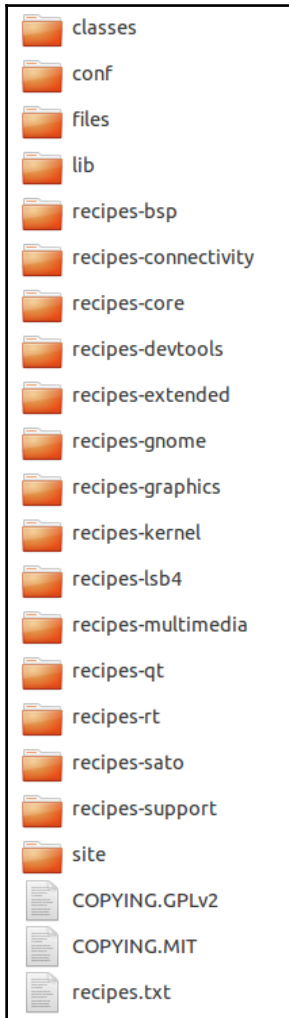 classes
conf
files
lib
recipes-bsp
recipes-connectivity
recipes-core
recipes-devtools
recipes-extended
recipes-gnome
recipes-graphics
recipes-kernel
recipes-lsb4
recipes-multimedia
recipes-qt
recipes-rt
recipes-sato
recipes-support
site
COPYING.GPLv2
COPYING.MIT
recipes.txt